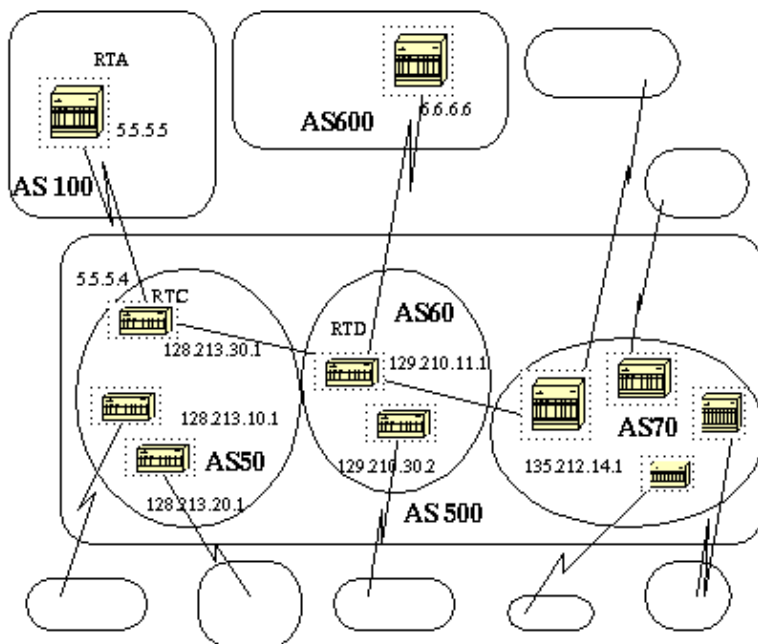 RTA
5.5.5.5
AS 100
AS600
6.6.6.6
5.5.5.4
RTC
128.213.30.1
RTD
AS60
129.210.11.1
128.213.10.1
AS50
128.213.20.1
129.210.30.2
AS 500
AS70
135.212.14.1